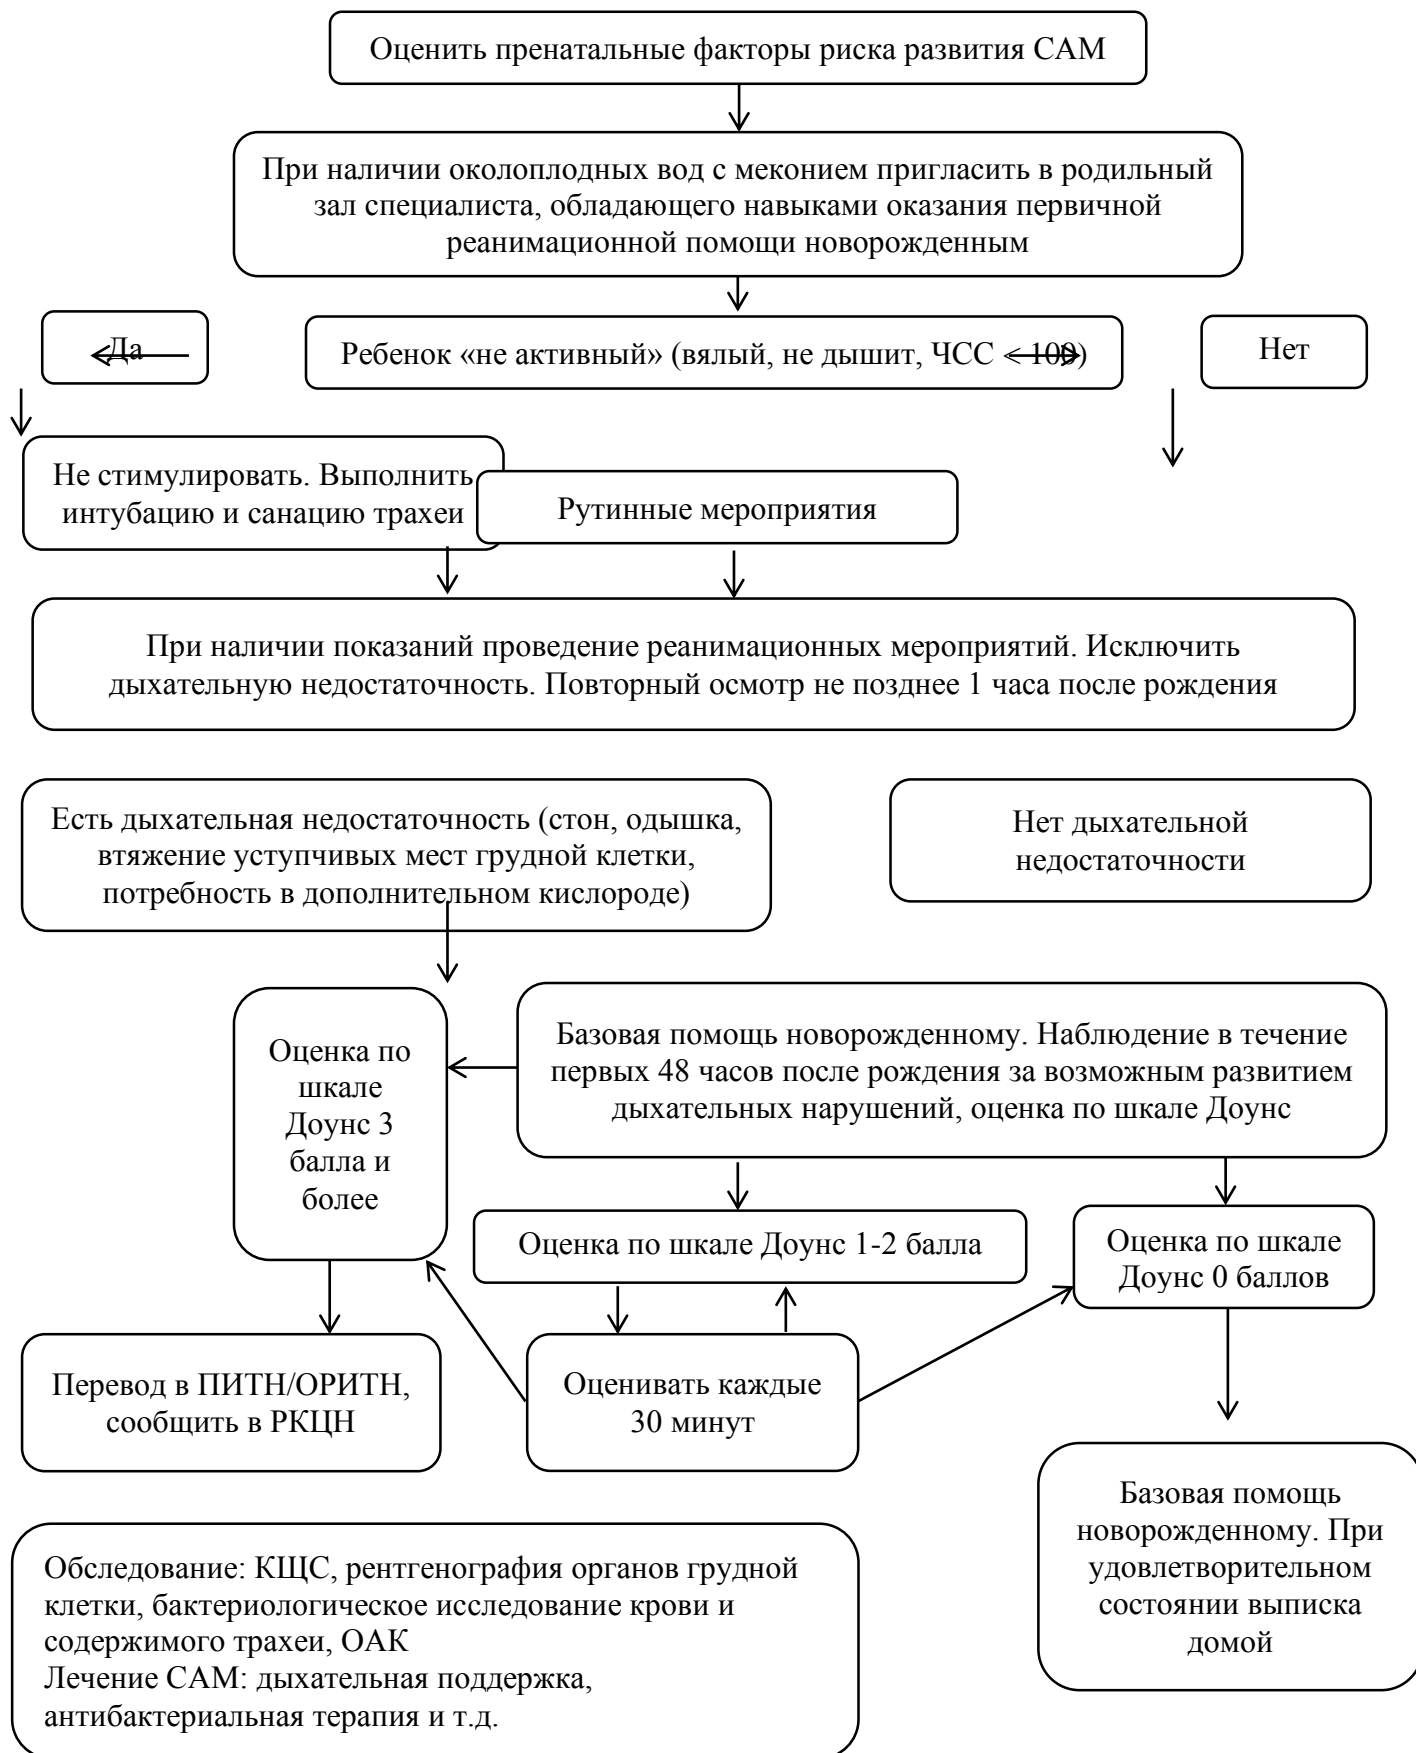 Оценить пренатальные факторы риска развития САМ
При наличии околоплодных вод с меконием пригласить в родильный
зал специалиста, обладающего навыками оказания первичной
реанимационной помощи новорожденным
Да
Ребенок «не активный» (вялый, не дышит, ЧСС < 100)
Нет
Не стимулировать. Выполнить
интубацию и санацию трахеи
Рутинные мероприятия
При наличии показаний проведение реанимационных мероприятий. Исключить
дыхательную недостаточность. Повторный осмотр не позднее 1 часа после рождения
Есть дыхательная недостаточность (стон, одышка,
втяжение уступчивых мест грудной клетки,
потребность в дополнительном кислороде)
Нет дыхательной
недостаточности
Оценка по
шкале
Доунс 3
балла и
более
Базовая помощь новорожденному. Наблюдение в течение
первых 48 часов после рождения за возможным развитием
дыхательных нарушений, оценка по шкале Доунс
Оценка по шкале Доунс 1-2 балла
Оценка по шкале
Доунс 0 баллов
Перевод в ПИТН/ОРИТН,
сообщить в РКЦН
Оценивать каждые
30 минут
Базовая помощь
новорожденному. При
удовлетворительном
состоянии выписка
домой
Обследование: КЩС, рентгенография органов грудной
клетки, бактериологическое исследование крови и
содержимого трахеи, ОАК
Лечение САМ: дыхательная поддержка,
антибактериальная терапия и т.д.